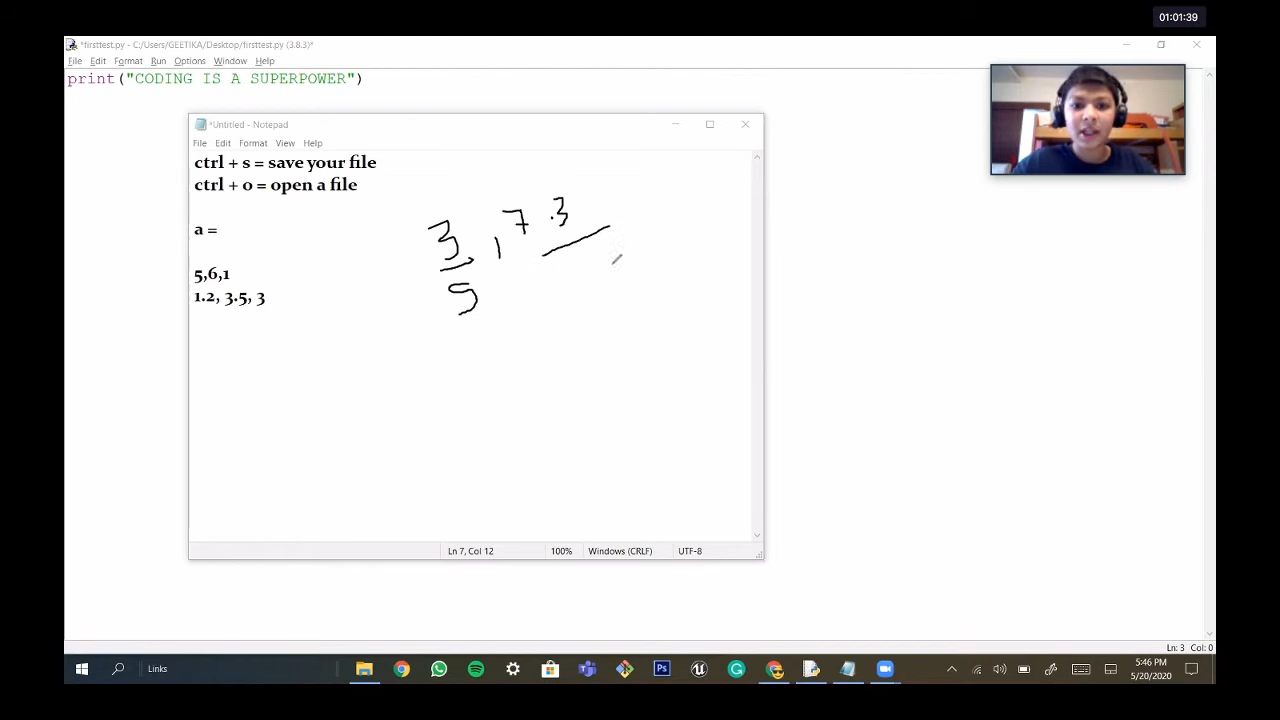 01:01:39
*firsttest.py - C:/Users/GEETIKA/Desktop/firsttest.py (3.8.3)*
File Edit Format Run Options Window Help
print("CODING IS A SUPERPOWER")
*Untitled - Notepad
File Edit Format View Help
ctrl + s = save your file
ctrl + o = open a file
a =
5,6,1
1.2, 3.5, 3
3 , 7 .3
5
Ln 7, Col 12 100% Windows (CRLF) UTF-8
Ln: 3 Col: 0
Links
Ps
5:46 PM
5/20/2020